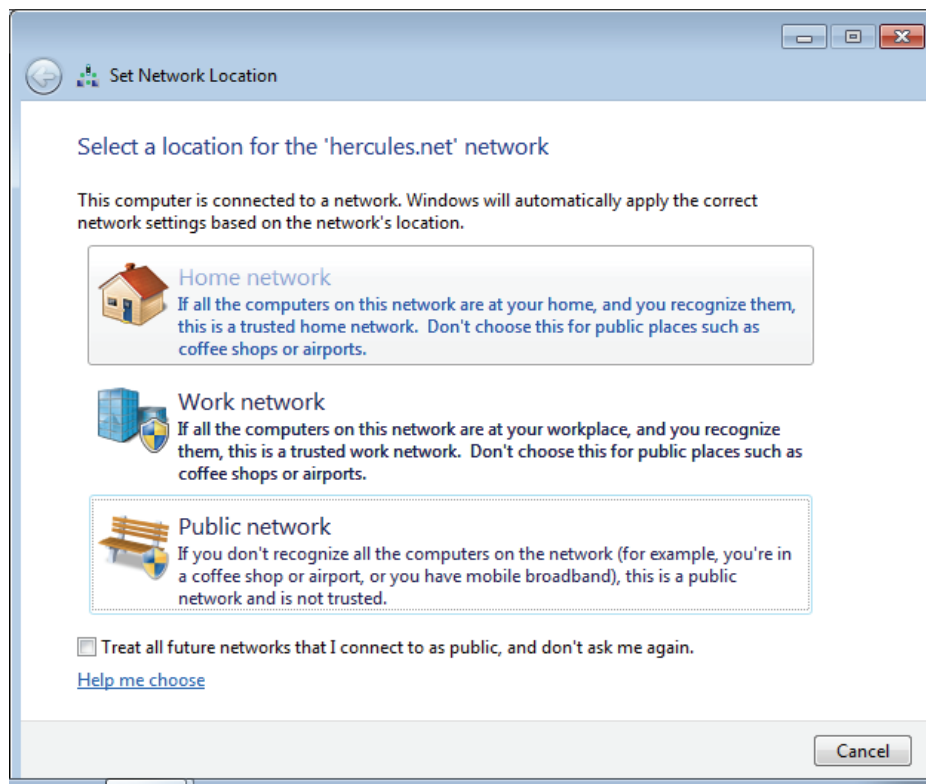 Set Network Location
Select a location for the 'hercules.net' network
This computer is connected to a network. Windows will automatically apply the correct
network settings based on the network's location.
Home network
If all the computers on this network are at your home, and you recognize them,
this is a trusted home network.  Don't choose this for public places such as
coffee shops or airports.
Work network
If all the computers on this network are at your workplace, and you recognize
them, this is a trusted work network.  Don't choose this for public places such as
coffee shops or airports.
Public network
If you don't recognize all the computers on the network (for example, you're in
a coffee shop or airport, or you have mobile broadband), this is a public
network and is not trusted.
Treat all future networks that I connect to as public, and don't ask me again.
Help me choose
Cancel